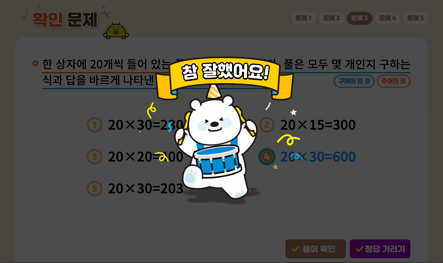 확인 문제
문제 1 문제 2 문제 3 문제 4 문제 5
참 잘했어요!
한 상자에 20개씩 들어 있는 풀은 모두 몇 개인지 구하는
식과 답을 바르게 나타낸
구해야 할 것 주어진 것
① 20×30=230 ② 20×15=300
③ 20×20=400 ④ 20×30=600
⑤ 20×30=203
풀이 확인 정답 가리기